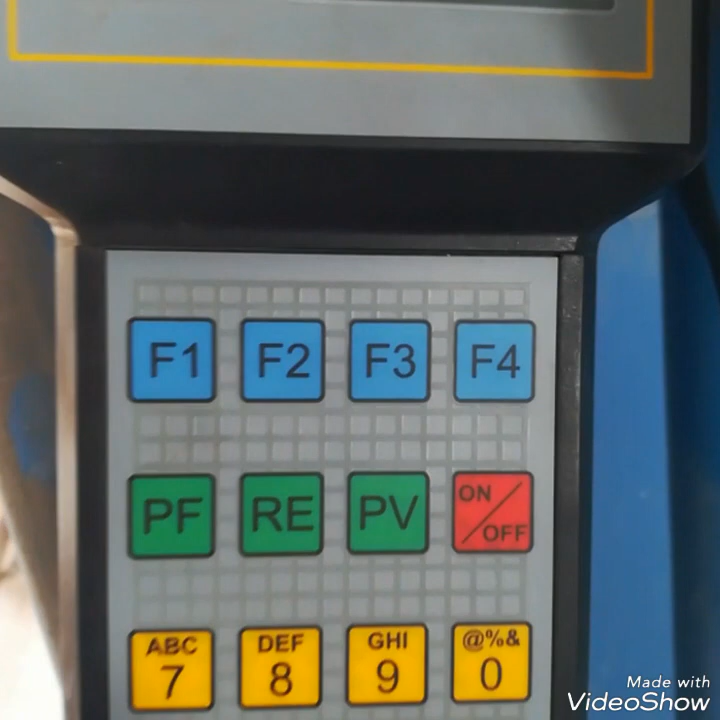 F1 F2 F3 F4
PF RE PV ON/OFF
ABC DEF GHI @%&
7 8 9 0
Made with
VideoShow